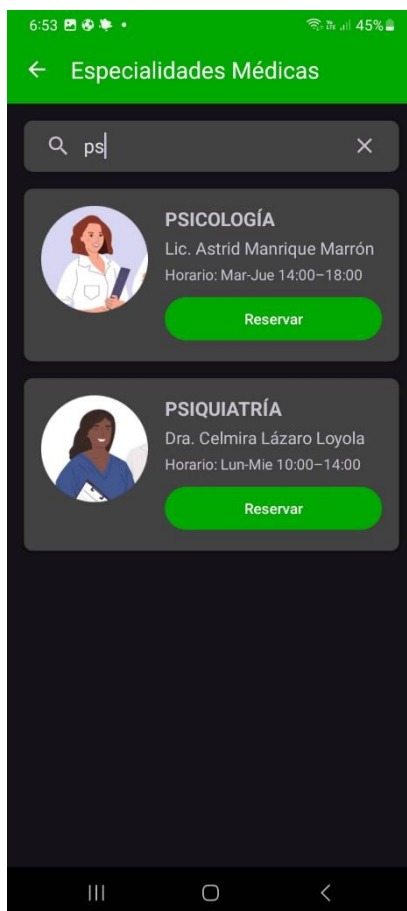 6:53
45%
Especialidades Médicas
ps
PSICOLOGÍA
Lic. Astrid Manrique Marrón
Horario: Mar-Jue 14:00–18:00
Reservar
PSIQUIATRÍA
Dra. Celmira Lázaro Loyola
Horario: Lun-Mie 10:00–14:00
Reservar